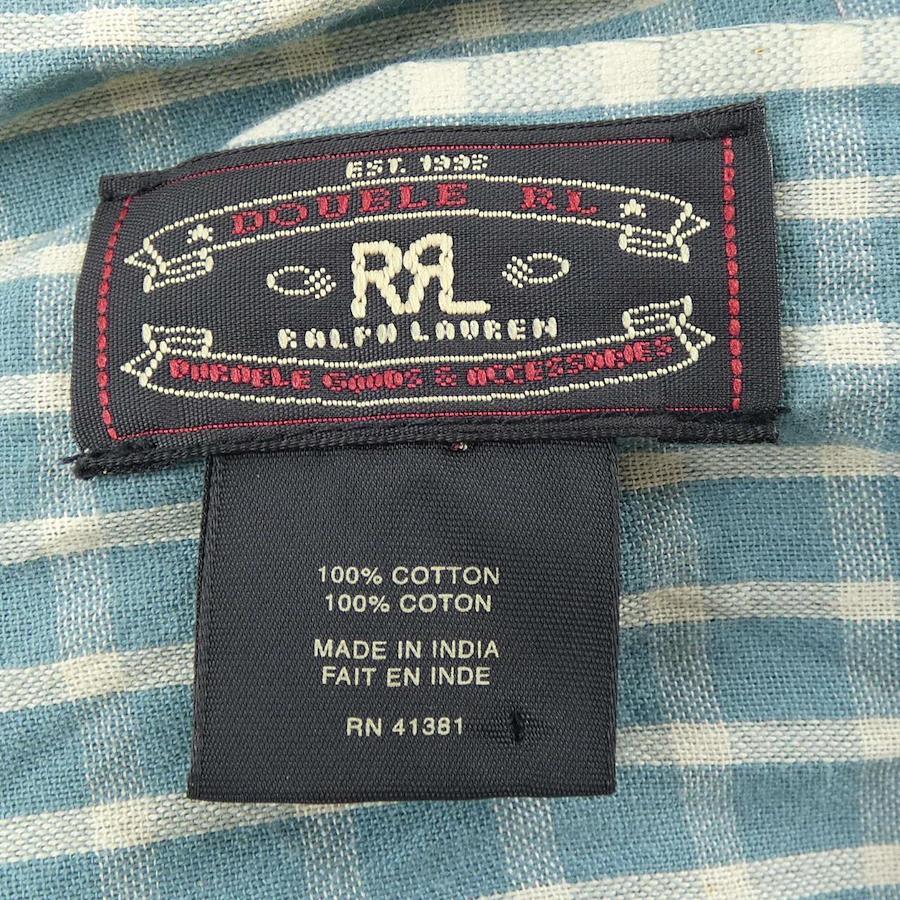 EST. 1993
DOUBLE RL
RRL
RALPH LAUREN
DURABLE GOODS & ACCESSORIES
100% COTTON
100% COTON
MADE IN INDIA
FAIT EN INDE
RN 41381